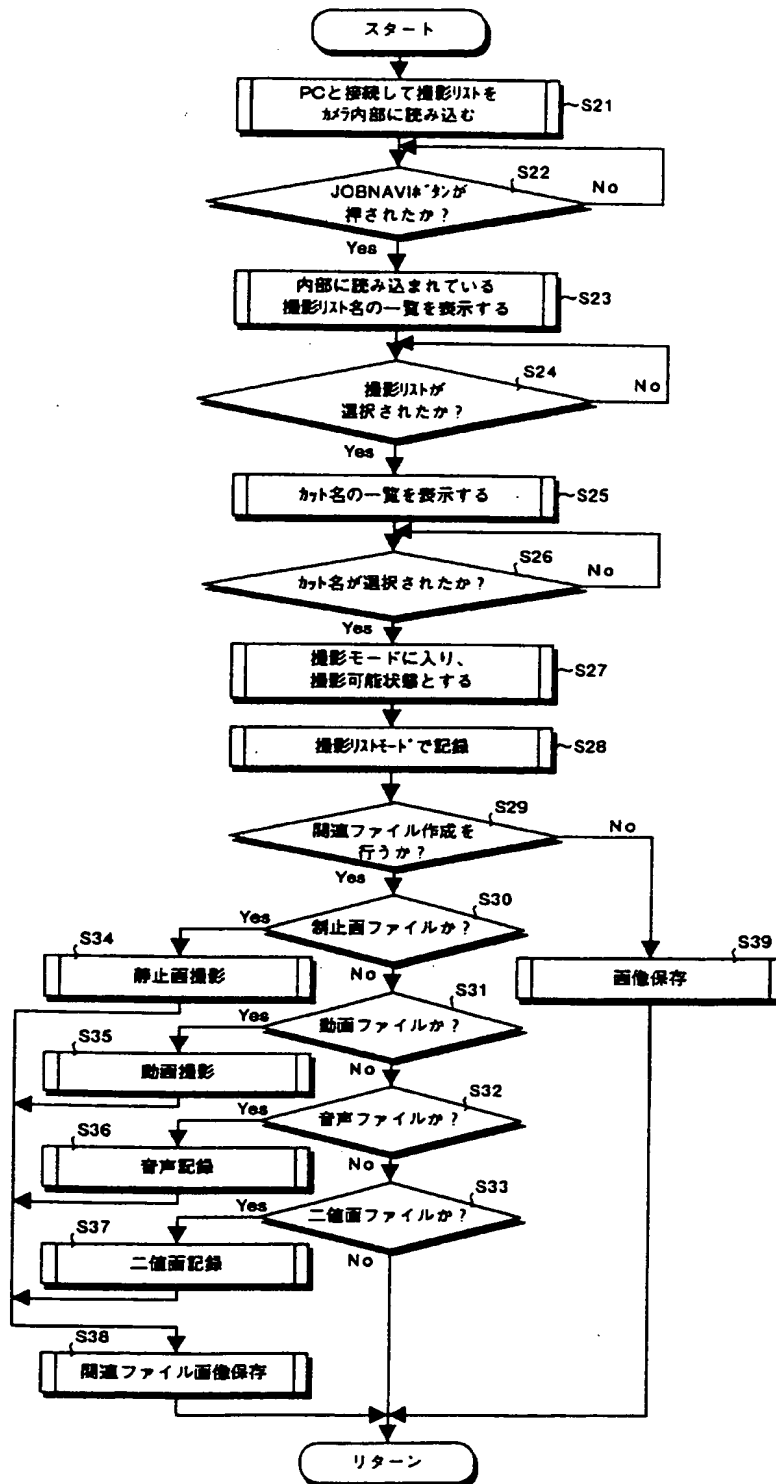 スタート
PCと接続して撮影リストを
カメラ内部に読み込む
S21
S22
JOBNAVIボタンが
押されたか?
No
Yes
内部に読み込まれている
撮影リスト名の一覧を表示する
S23
S24
撮影リストが
選択されたか?
No
Yes
カット名の一覧を表示する
S25
S26
カット名が選択されたか?
No
Yes
撮影モードに入り、
撮影可能状態とする
S27
撮影リストモードで記録
S28
S29
関連ファイル作成を
行うか?
No
Yes
S30
制止画ファイルか?
Yes
No
S34
静止画撮影
S39
画像保存
S31
動画ファイルか?
Yes
No
S35
動画撮影
S32
音声ファイルか?
Yes
No
S36
音声記録
S33
二値画ファイルか?
Yes
No
S37
二値画記録
S38
関連ファイル画像保存
リターン